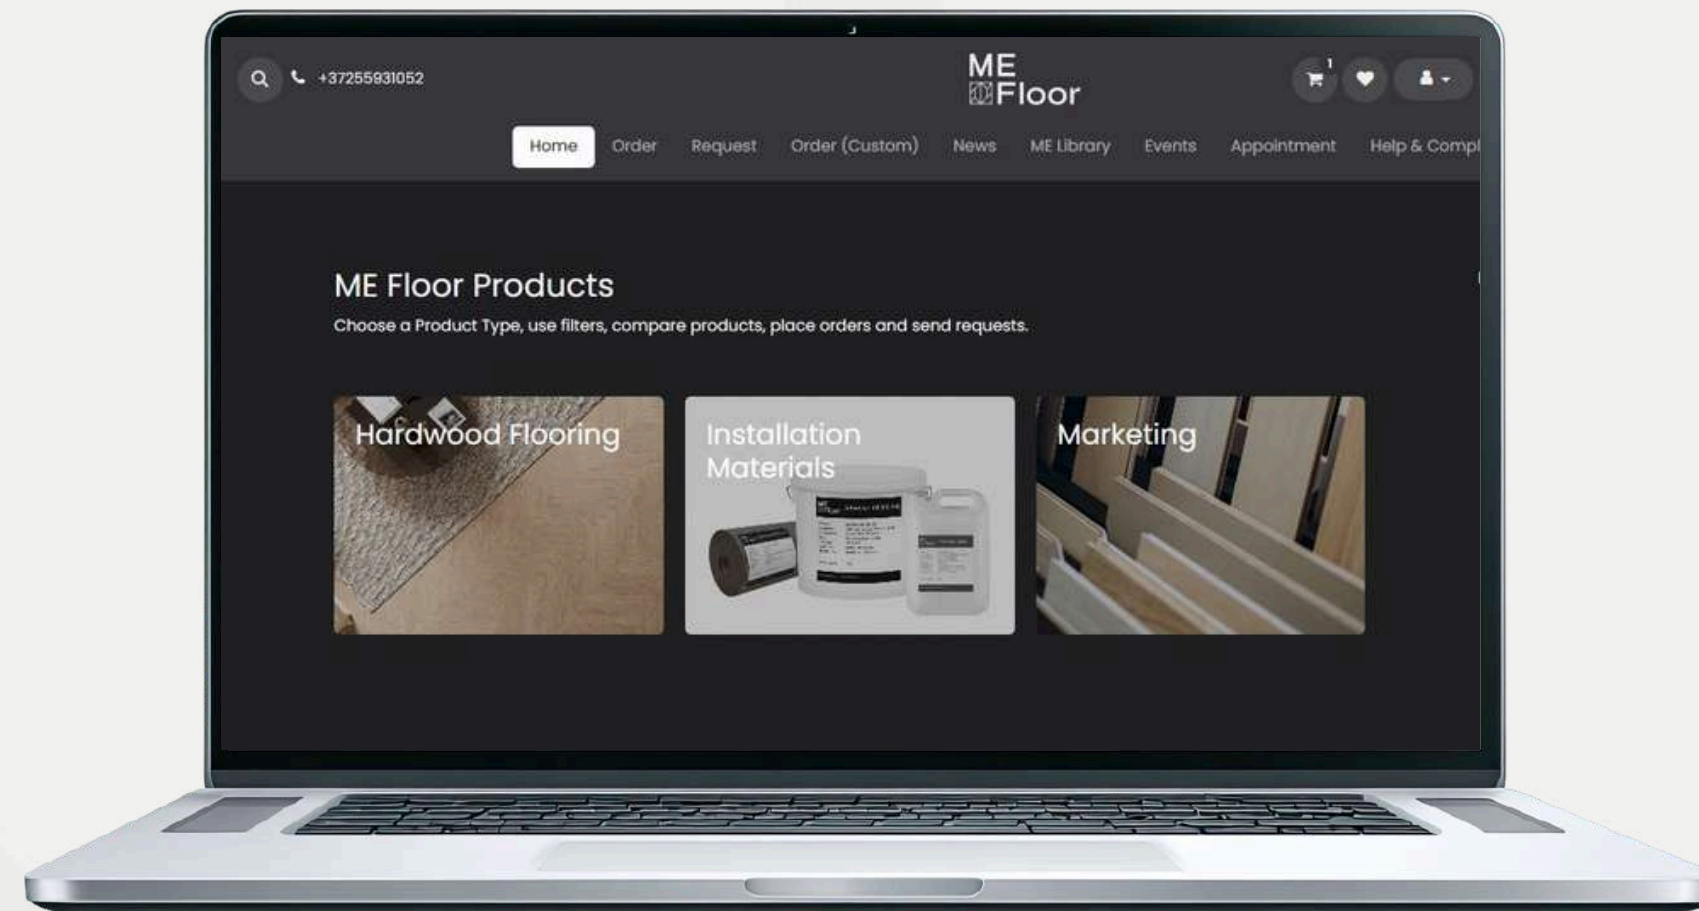 +37255931052
ME
Floor
1
Home Order Request Order (Custom) News ME Library Events Appointment Help & Compl
ME Floor Products
Choose a Product Type, use filters, compare products, place orders and send requests.
Hardwood Flooring
Installation
Materials
Marketing